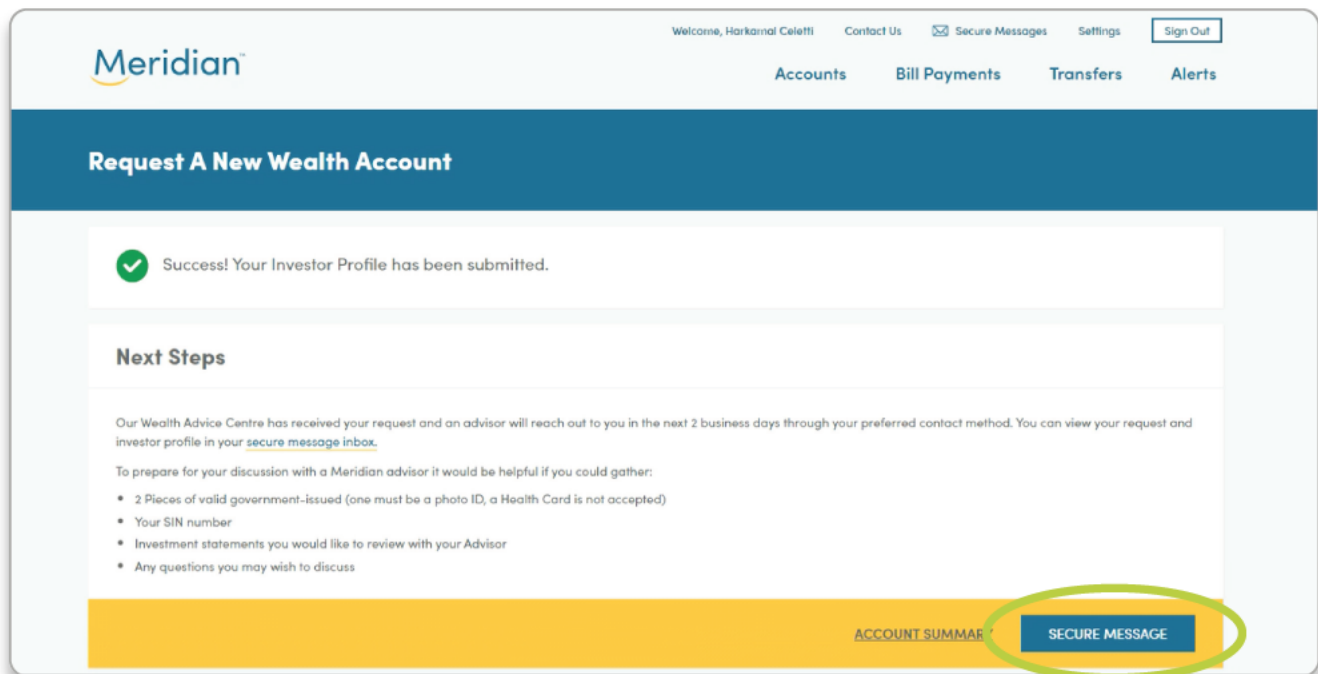 Welcome, Harkamal Celetti Contact Us Secure Messages Settings Sign Out
Meridian™
Accounts Bill Payments Transfers Alerts
Request A New Wealth Account
Success! Your Investor Profile has been submitted.
Next Steps
Our Wealth Advice Centre has received your request and an advisor will reach out to you in the next 2 business days through your preferred contact method. You can view your request and
investor profile in your secure message inbox.
To prepare for your discussion with a Meridian advisor it would be helpful if you could gather:
• 2 Pieces of valid government-issued (one must be a photo ID, a Health Card is not accepted)
• Your SIN number
• Investment statements you would like to review with your Advisor
• Any questions you may wish to discuss
ACCOUNT SUMMARY SECURE MESSAGE